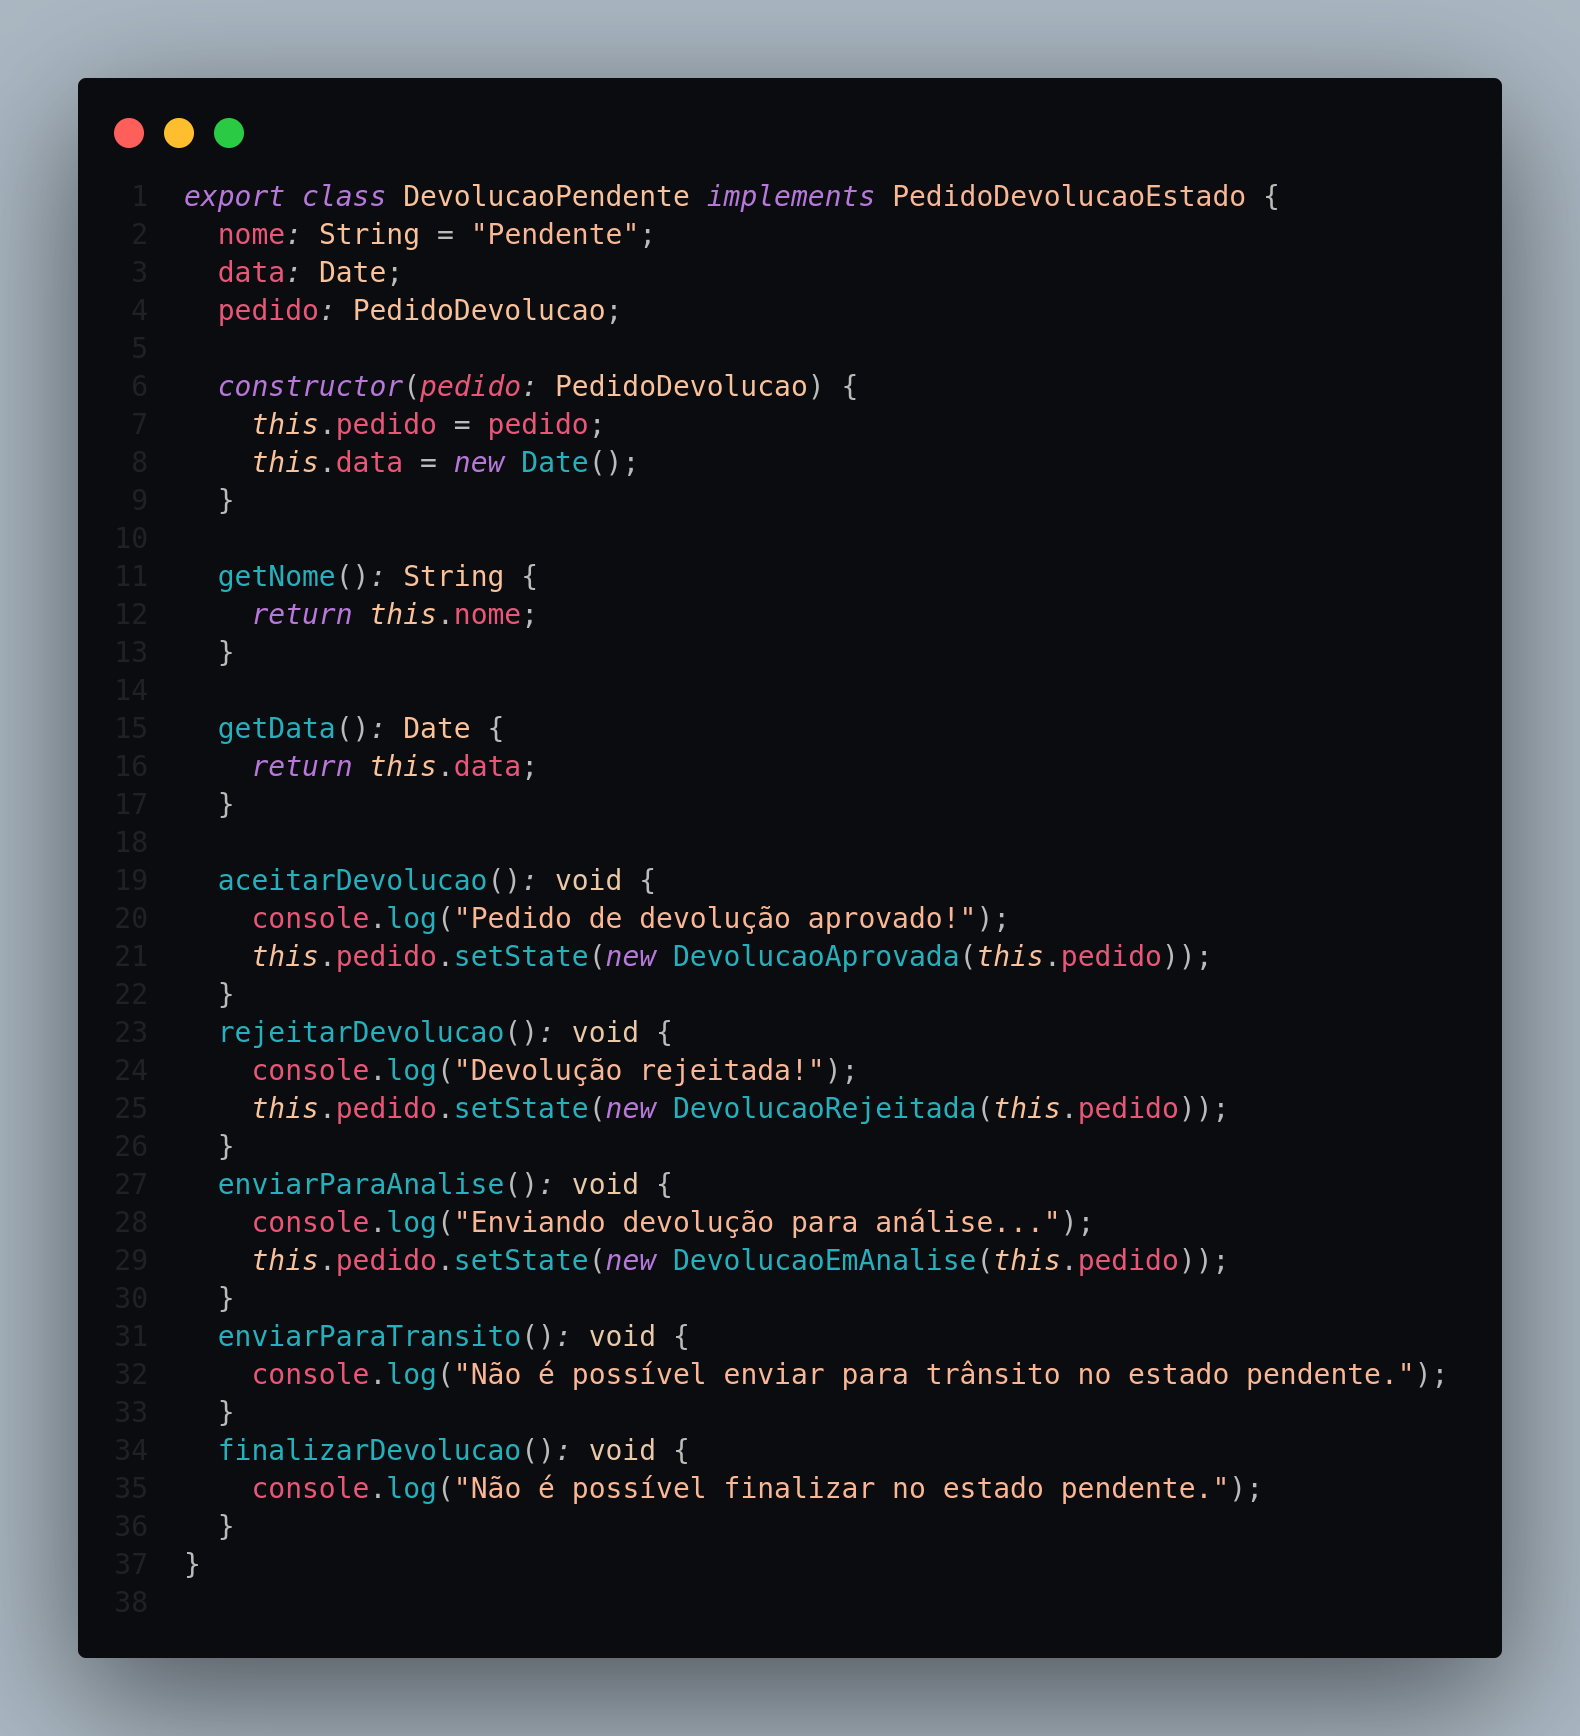 1 export class DevolucaoPendente implements PedidoDevolucaoEstado {
2   nome: String = "Pendente";
3   data: Date;
4   pedido: PedidoDevolucao;
5
6   constructor(pedido: PedidoDevolucao) {
7     this.pedido = pedido;
8     this.data = new Date();
9   }
10
11   getNome(): String {
12     return this.nome;
13   }
14
15   getData(): Date {
16     return this.data;
17   }
18
19   aceitarDevolucao(): void {
20     console.log("Pedido de devolução aprovado!");
21     this.pedido.setState(new DevolucaoAprovada(this.pedido));
22   }
23   rejeitarDevolucao(): void {
24     console.log("Devolução rejeitada!");
25     this.pedido.setState(new DevolucaoRejeitada(this.pedido));
26   }
27   enviarParaAnalise(): void {
28     console.log("Enviando devolução para análise...");
29     this.pedido.setState(new DevolucaoEmAnalise(this.pedido));
30   }
31   enviarParaTransito(): void {
32     console.log("Não é possível enviar para trânsito no estado pendente.");
33   }
34   finalizarDevolucao(): void {
35     console.log("Não é possível finalizar no estado pendente.");
36   }
37 }
38